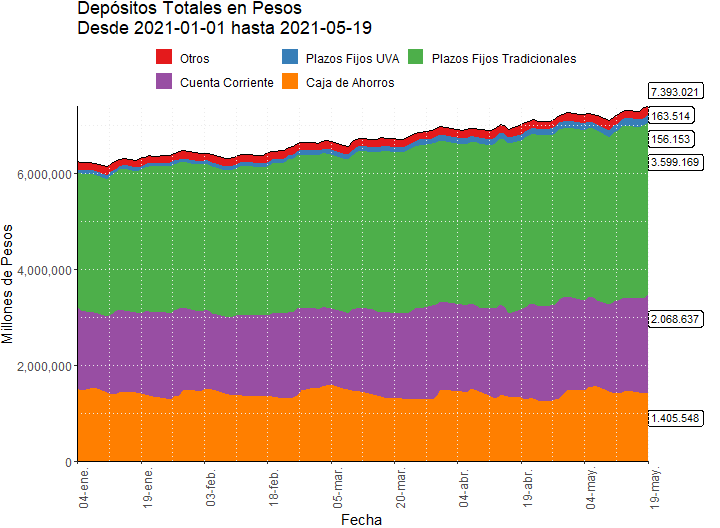 Depósitos Totales en Pesos
Desde 2021-01-01 hasta 2021-05-19
Otros
Plazos Fijos UVA
Plazos Fijos Tradicionales
Cuenta Corriente
Caja de Ahorros
7.393.021
163.514
156.153
3.599.169
2.068.637
1.405.548
Millones de Pesos
6,000,000
4,000,000
2,000,000
0
04-ene.
19-ene.
03-feb.
18-feb.
05-mar.
20-mar.
04-abr.
19-abr.
04-may.
19-may.
Fecha